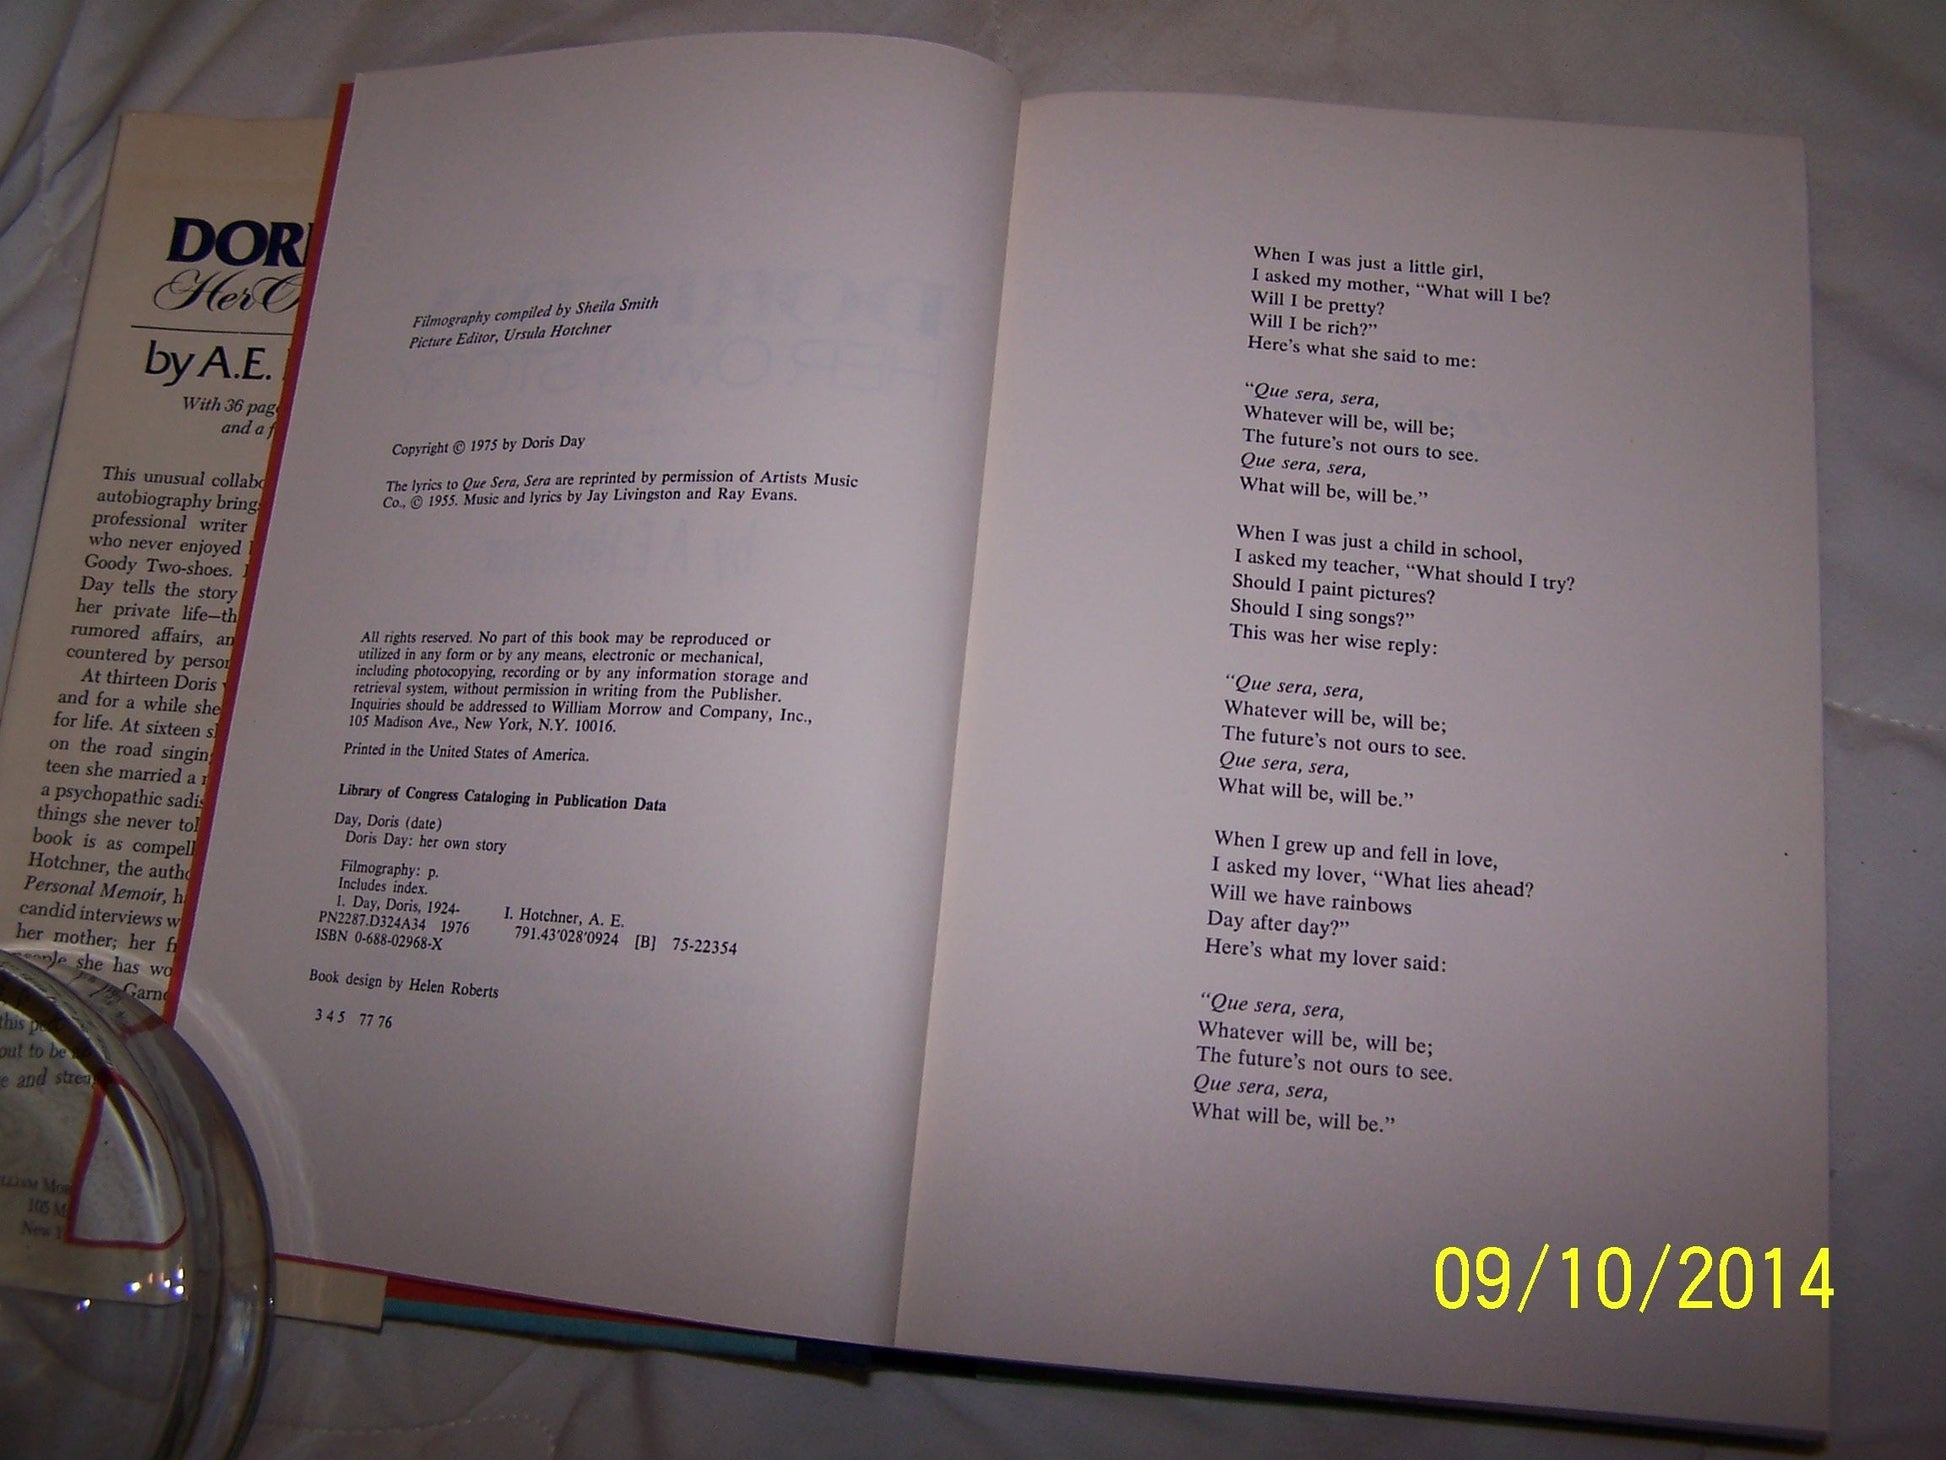 DOR
Her O
by A.E.
With 36 pag
and a f
This unusual collabo
autobiography brings
professional writer
who never enjoyed
Goody Two-shoes.
Day tells the story
her private life—th
rumored affairs, an
countered by person
At thirteen Doris
and for a while she
for life. At sixteen s
on the road singin
teen she married a
a psychopathic sadis
things she never tol
book is as compell
Hotchner, the autho
Personal Memoir, h
candid interviews w
her mother; her f
people she has wo
Garn
this
out to be
and
105 M
New
Filmography compiled by Sheila Smith
Picture Editor, Ursula Hotchner
Copyright © 1975 by Doris Day
The lyrics to Que Sera, Sera are reprinted by permission of Artists Music
Co., © 1955. Music and lyrics by Jay Livingston and Ray Evans.
All rights reserved. No part of this book may be reproduced or
utilized in any form or by any means, electronic or mechanical,
including photocopying, recording or by any information storage and
retrieval system, without permission in writing from the Publisher.
Inquiries should be addressed to William Morrow and Company, Inc.,
105 Madison Ave., New York, N.Y. 10016.
Printed in the United States of America.
Library of Congress Cataloging in Publication Data
Day, Doris (date)
Doris Day: her own story
Filmography: p.
Includes index.
1. Day, Doris, 1924- I. Hotchner, A. E.
PN2287.D324A34 1976 791.43'028'0924 [B] 75-22354
ISBN 0-688-02968-X
Book design by Helen Roberts
3 4 5 77 76
When I was just a little girl,
I asked my mother, “What will I be?
Will I be pretty?
Will I be rich?”
Here's what she said to me:
“Que sera, sera,
Whatever will be, will be;
The future's not ours to see.
Que sera, sera,
What will be, will be.”
When I was just a child in school,
I asked my teacher, “What should I try?
Should I paint pictures?
Should I sing songs?”
This was her wise reply:
“Que sera, sera,
Whatever will be, will be;
The future's not ours to see.
Que sera, sera,
What will be, will be.”
When I grew up and fell in love,
I asked my lover, “What lies ahead?
Will we have rainbows
Day after day?”
Here's what my lover said:
“Que sera, sera,
Whatever will be, will be;
The future's not ours to see.
Que sera, sera,
What will be, will be.”
09/10/2014